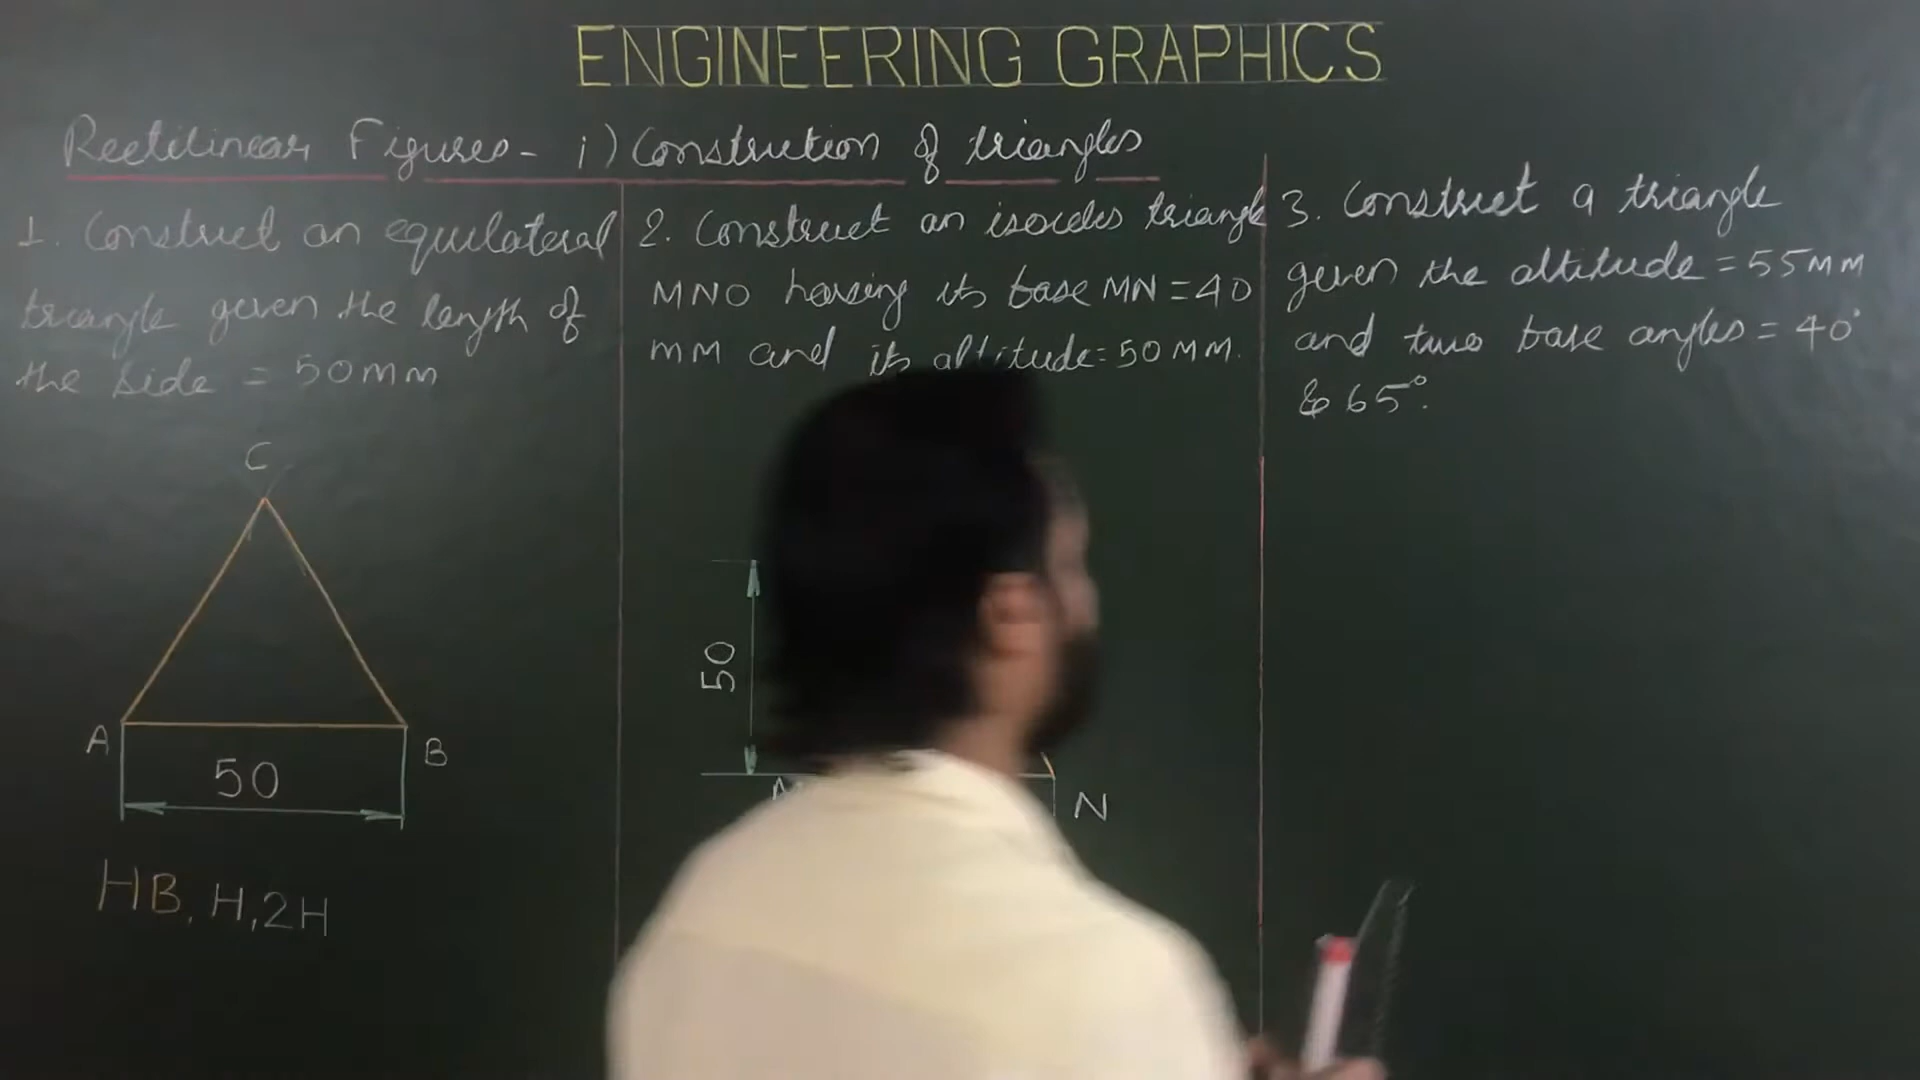 ENGINEERING GRAPHICS
Rectilinear Figures - i) Construction of triangles
1. Construct an equilateral
triangle given the length of
the side = 50mm
C
A
B
50
HB, H, 2H
2. Construct an isoceles triangle
MNO having its base MN = 40
MM and its altitude = 50 MM.
50
M
N
3. Construct a triangle
given the altitude = 55MM
and two base angles = 40°
& 65°.